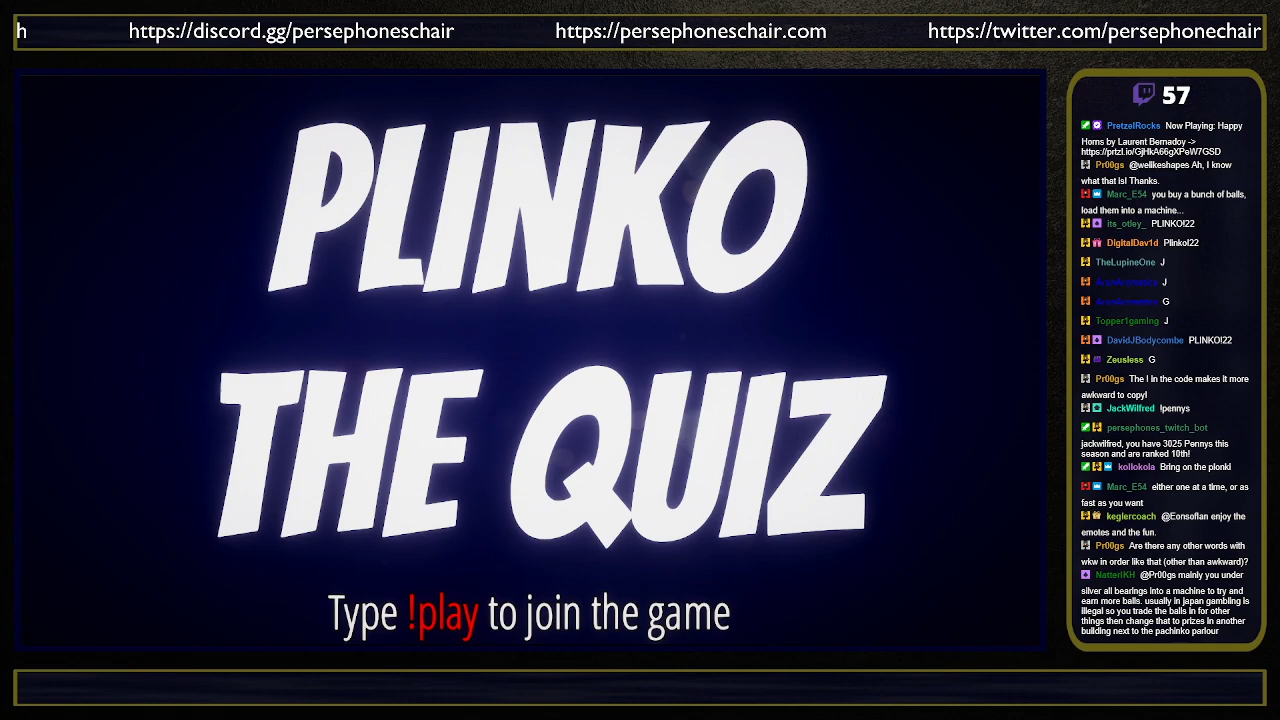 h https://discord.gg/persephoneschair https://persephoneschair.com https://twitter.com/persephonechair
PLINKO
THE QUIZ
Type !play to join the game
57
PretzelRocks Now Playing: Happy
Horns by Laurent Bernadoy ->
https://prtzl.io/GjHkA66gXPeW7GSD
Pr00gs @wellkeshapes Ah, I know
what that is! Thanks.
Marc_E54 you buy a bunch of balls,
load them into a machine...
its_otley_ PLINKO!22
DigitalDav1d Plinko!22
TheLupineOne J
J
G
Topper1gaming J
DavidJBodycombe PLINKO!22
Zeusless G
Pr00gs The ! in the code makes it more
awkward to copy!
JackWilfred !pennys
persephones_twitch_bot
jackwilfred, you have 3025 Pennys this
season and are ranked 10th!
kollokola Bring on the plonki
Marc_E54 either one at a time, or as
fast as you want
keglercoach @Eonsofian enjoy the
emotes and the fun.
Pr00gs Are there any other words with
wkw in order like that (other than awkward)?
NatterIKH @Pr00gs mainly you under
silver all bearings into a machine to try and
earn more balls. usually in japan gambling is
illegal so you trade the balls in for other
things then change that to prizes in another
building next to the pachinko parlour